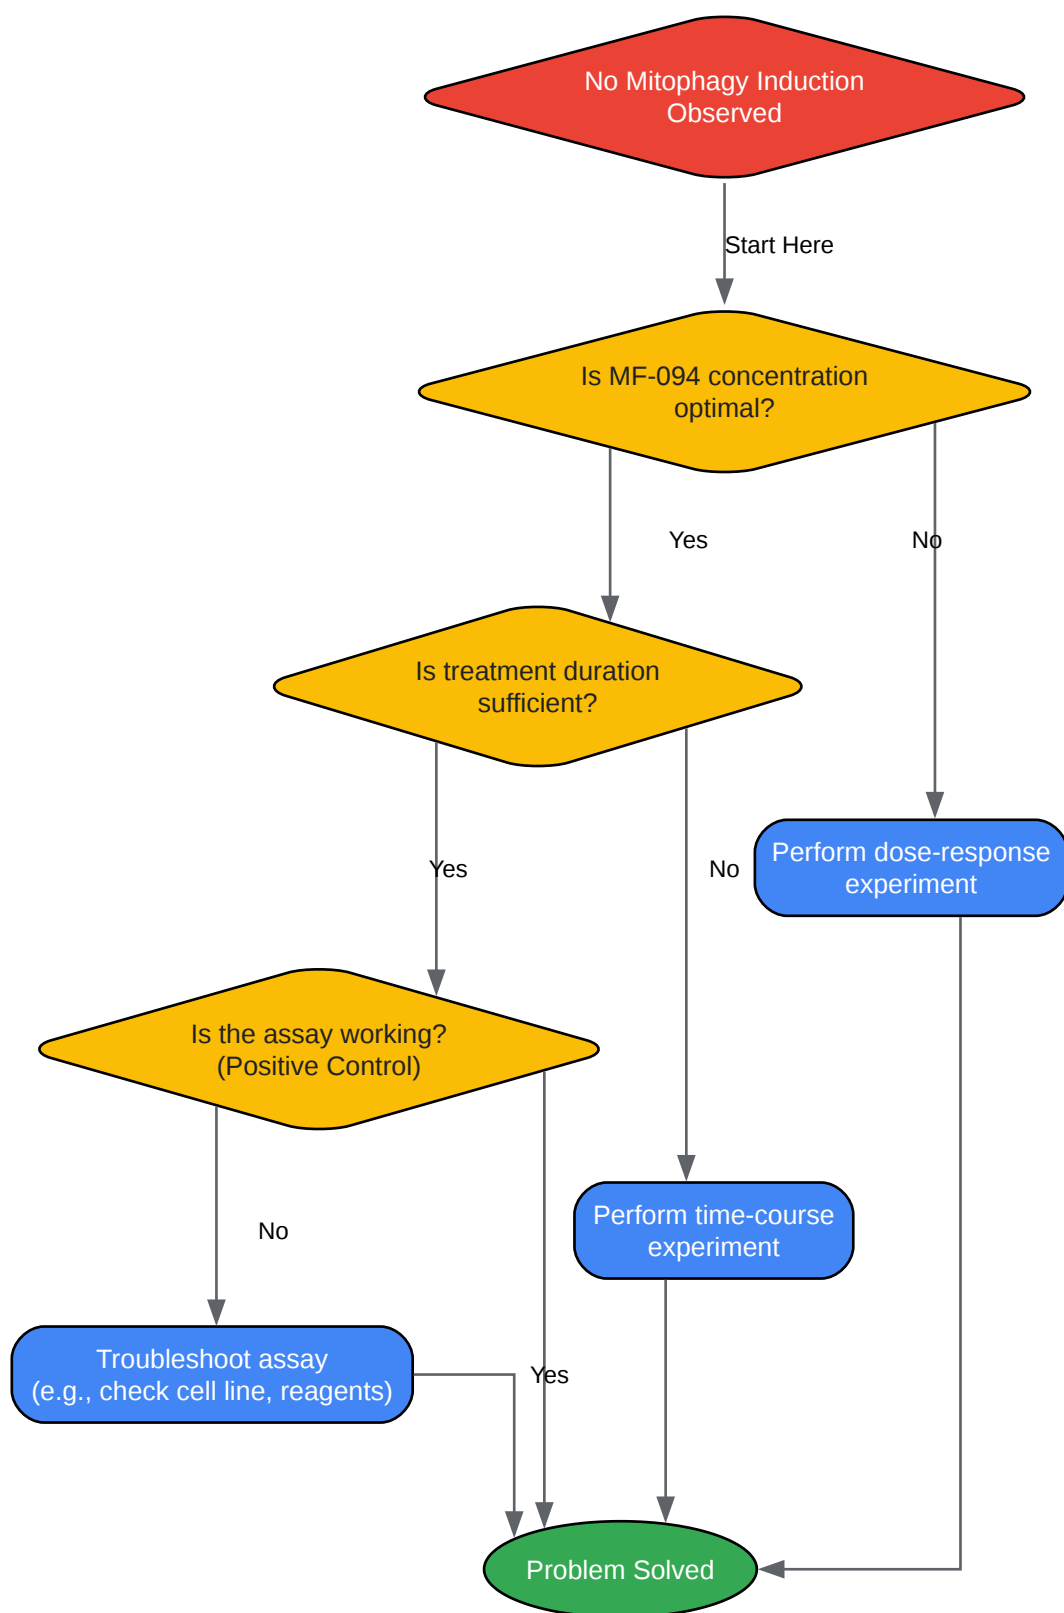 No Mitophagy Induction
Observed
Start Here
Is MF-094 concentration
optimal?
Yes
No
Is treatment duration
sufficient?
Yes
No
Perform dose-response
experiment
Is the assay working?
(Positive Control)
No
Perform time-course
experiment
Troubleshoot assay
(e.g., check cell line, reagents)
Yes
Problem Solved